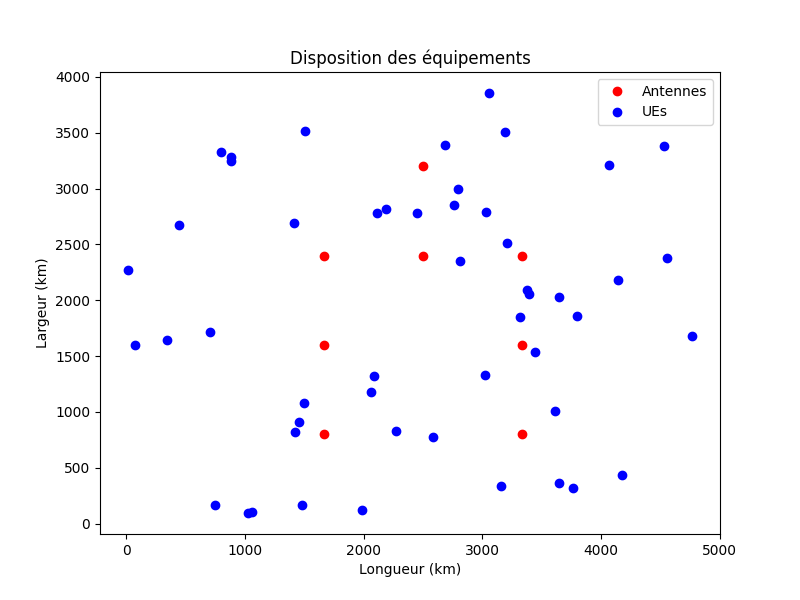 Disposition des équipements
Antennes
UEs
Largeur (km)
4000
3500
3000
2500
2000
1500
1000
500
0
0 1000 2000 3000 4000 5000
Longueur (km)